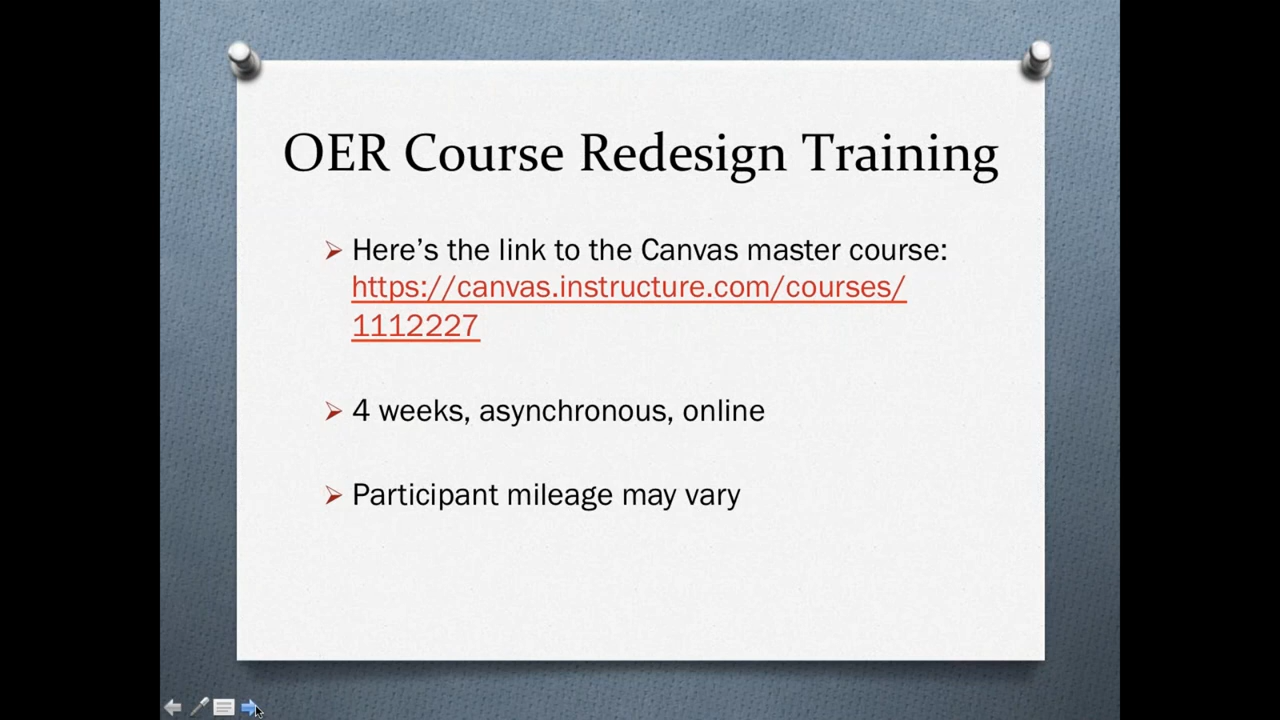 OER Course Redesign Training
Here’s the link to the Canvas master course:
https://canvas.instructure.com/courses/
1112227
4 weeks, asynchronous, online
Participant mileage may vary